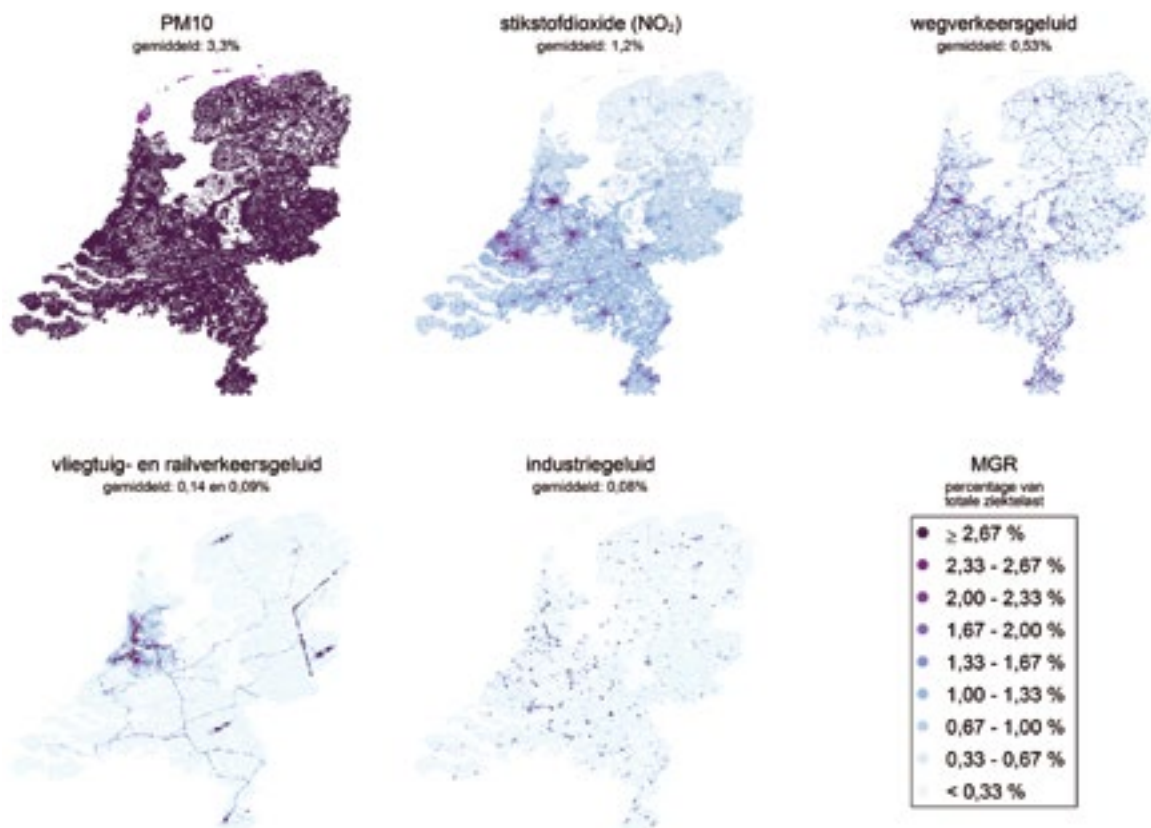 PM10
gemiddeld: 3,3%
stikstofdioxide (NO₂)
gemiddeld: 1,2%
wegverkeersgeluid
gemiddeld: 0,53%
vliegtuig- en railverkeersgeluid
gemiddeld: 0,14 en 0,09%
industriegeluid
gemiddeld: 0,08%
MGR
percentage van
totale ziektelast
≥ 2,67 %
2,33 - 2,67 %
2,00 - 2,33 %
1,67 - 2,00 %
1,33 - 1,67 %
1,00 - 1,33 %
0,67 - 1,00 %
0,33 - 0,67 %
< 0,33 %